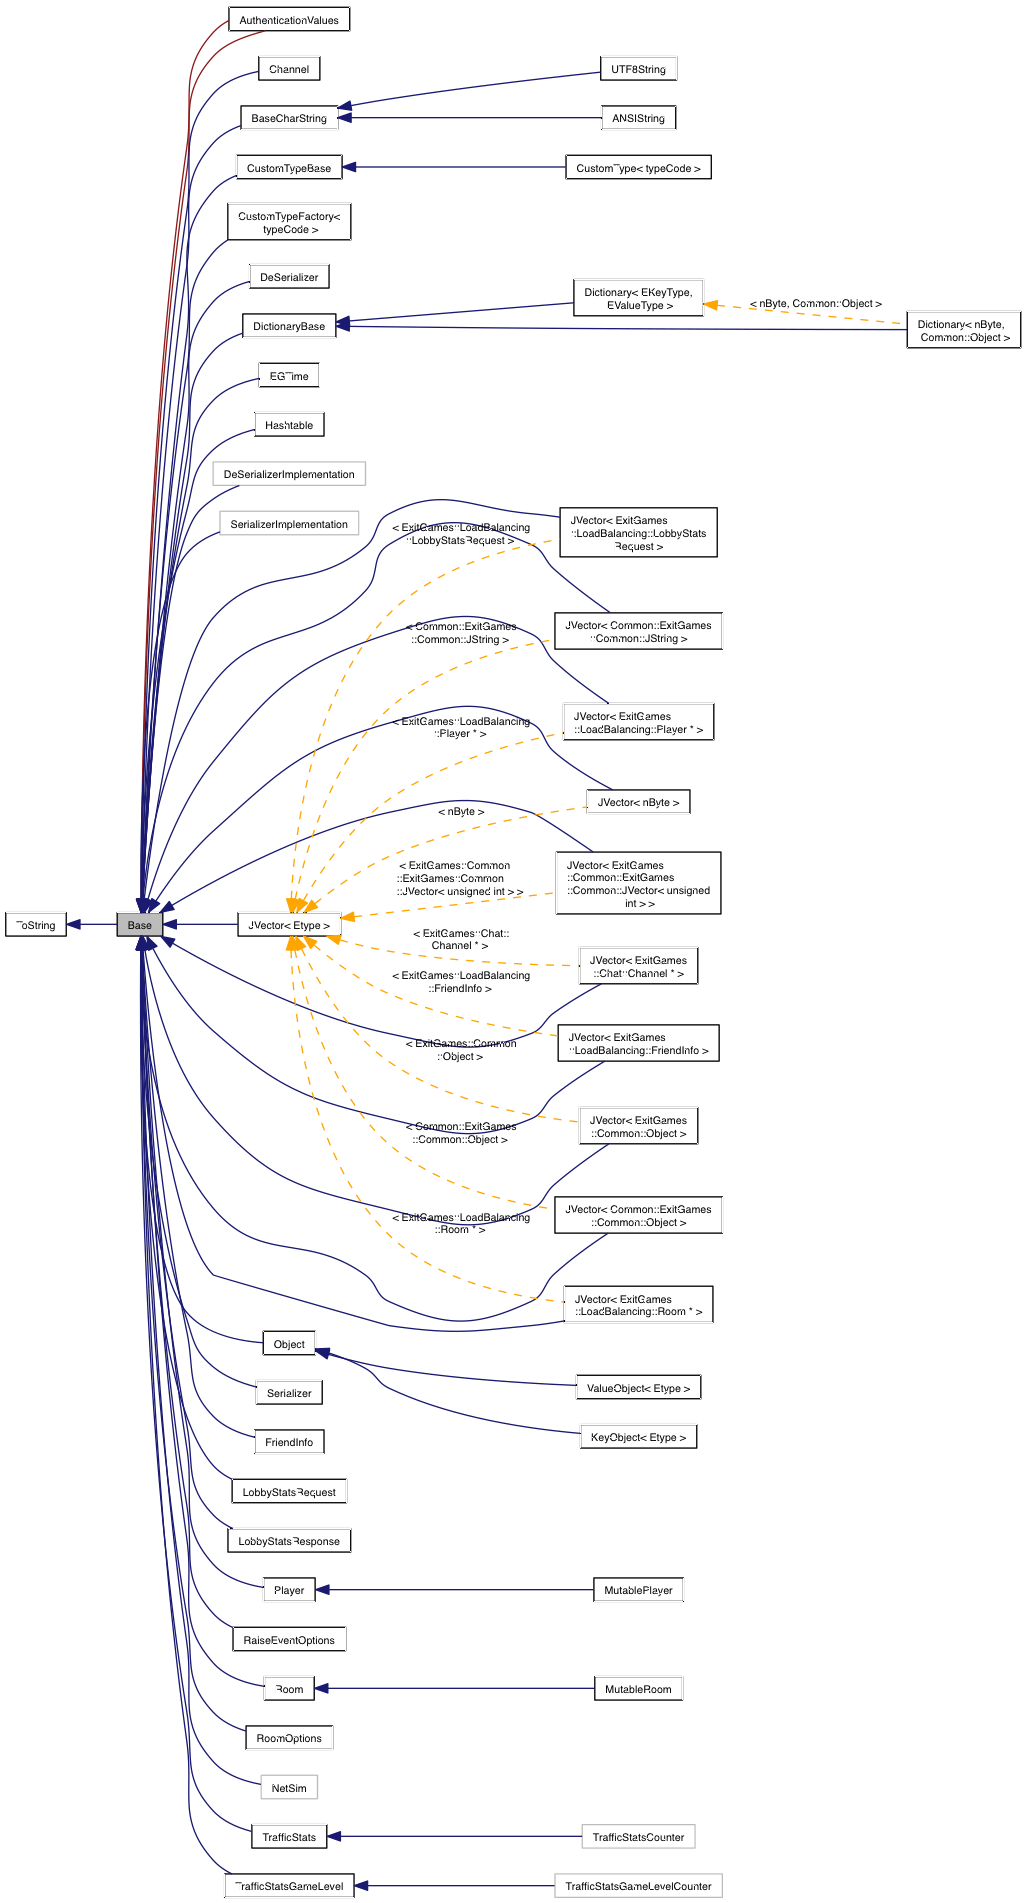 AuthenticationValues
Channel
UTF8String
BaseCharString
ANSIString
CustomTypeBase
CustomType< typeCode >
CustomTypeFactory<
typeCode >
DeSerializer
Dictionary< EKeyType,
EValueType >
< nByte, Common::Object >
DictionaryBase
Dictionary< nByte,
Common::Object >
EGTime
Hashtable
DeSerializerImplementation
SerializerImplementation
< ExitGames::LoadBalancing
::LobbyStatsRequest >
JVector< ExitGames
::LoadBalancing::LobbyStats
Request >
< Common::ExitGames
::Common::JString >
JVector< Common::ExitGames
::Common::JString >
< ExitGames::LoadBalancing
::Player * >
JVector< ExitGames
::LoadBalancing::Player * >
< nByte >
JVector< nByte >
< ExitGames::Common
::ExitGames::Common
::JVector< unsigned int > >
JVector< ExitGames
::Common::ExitGames
::Common::JVector< unsigned
int > >
ToString
Base
JVector< Etype >
< ExitGames::Chat::
Channel * >
JVector< ExitGames
::Chat::Channel * >
< ExitGames::LoadBalancing
::FriendInfo >
JVector< ExitGames
::LoadBalancing::FriendInfo >
< ExitGames::Common
::Object >
JVector< ExitGames
::Common::Object >
< Common::ExitGames
::Common::Object >
JVector< Common::ExitGames
::Common::Object >
< ExitGames::LoadBalancing
::Room * >
JVector< ExitGames
::LoadBalancing::Room * >
Object
ValueObject< Etype >
Serializer
KeyObject< Etype >
FriendInfo
LobbyStatsRequest
LobbyStatsResponse
Player
MutablePlayer
RaiseEventOptions
Room
MutableRoom
RoomOptions
NetSim
TrafficStats
TrafficStatsCounter
TrafficStatsGameLevel
TrafficStatsGameLevelCounter